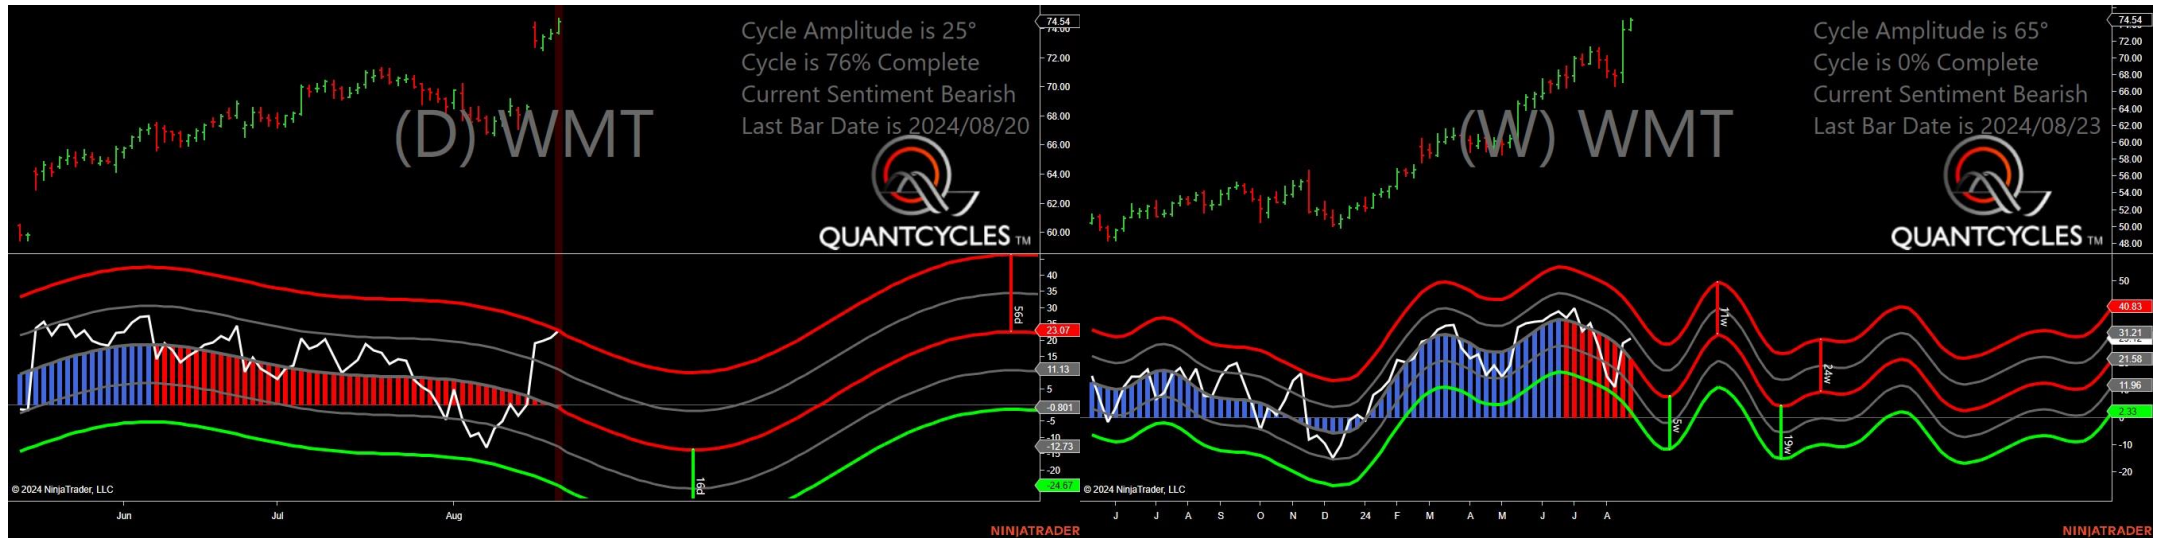 Cycle Amplitude is 25°
Cycle is 76% Complete
Current Sentiment Bearish
Last Bar Date is 2024/08/20
(D) WMT
QUANTCYCLES TM
74.54
74.00
72.00
70.00
68.00
66.00
64.00
62.00
60.00
40
35
30
23.07
20
15
11.13
5
-0.801
-5
-10
-12.73
-15
-20
-24.67
56d
16d
© 2024 NinjaTrader, LLC
Jun Jul Aug
NINJATRADER
Cycle Amplitude is 65°
Cycle is 0% Complete
Current Sentiment Bearish
Last Bar Date is 2024/08/23
(W) WMT
QUANTCYCLES TM
74.54
72.00
70.00
68.00
66.00
64.00
62.00
60.00
58.00
56.00
54.00
52.00
50.00
48.00
50
40.83
31.21
21.58
11.96
2.33
-10
-20
11w
24w
5w
19w
© 2024 NinjaTrader, LLC
J J A S O N D 24 F M A M J J A
NINJATRADER